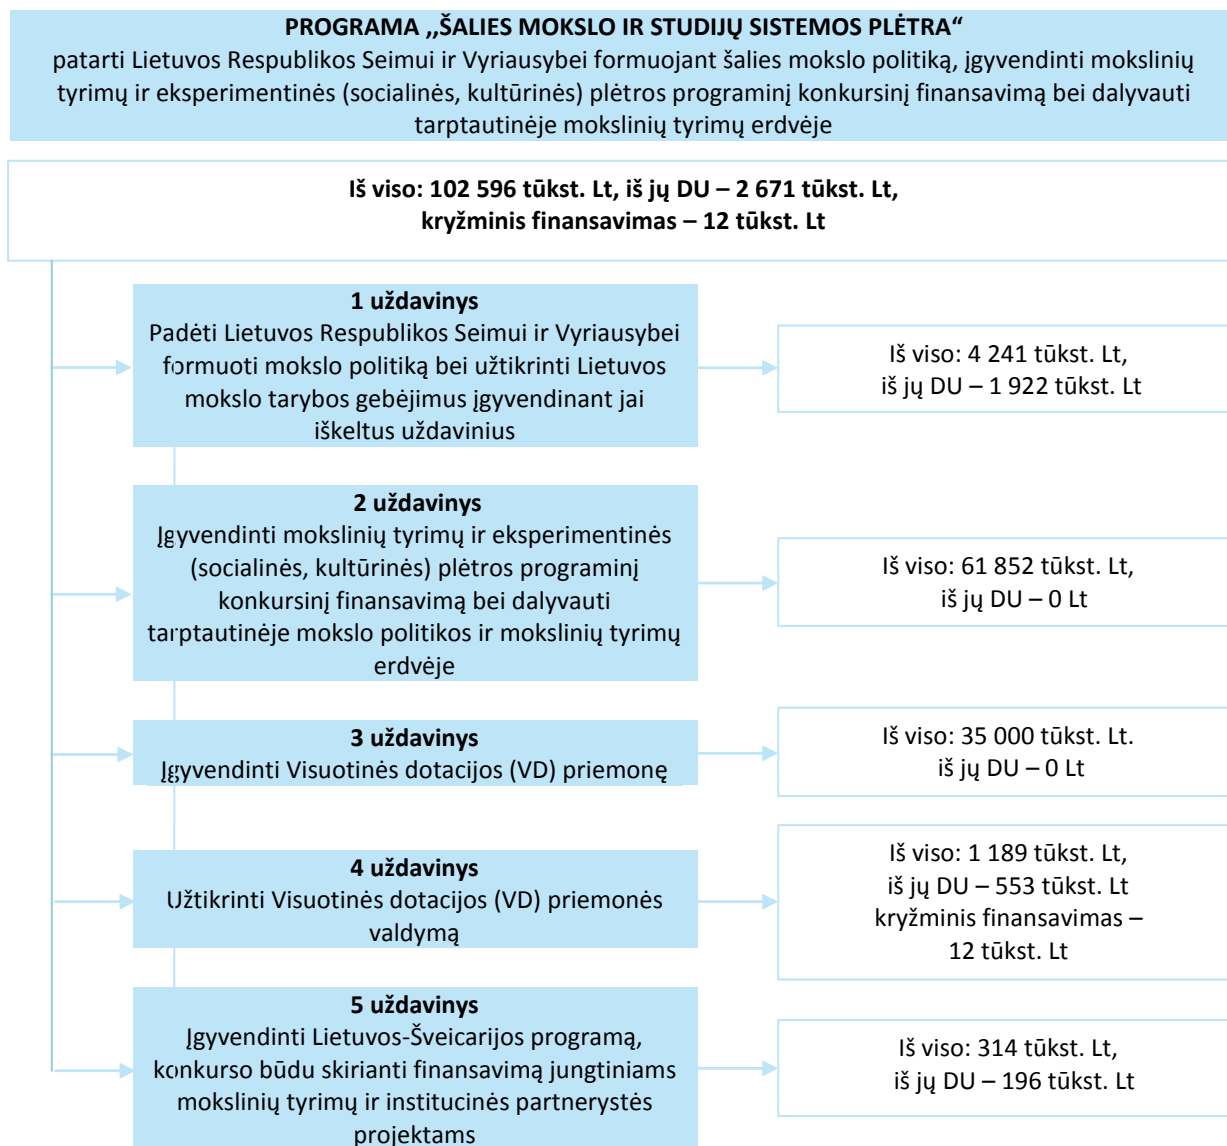 PROGRAMA ,,ŠALIES MOKSLO IR STUDIJŲ SISTEMOS PLĖTRA“
patarti Lietuvos Respublikos Seimui ir Vyriausybei formuojant šalies mokslo politiką, įgyvendinti mokslinių
tyrimų ir eksperimentinės (socialinės, kultūrinės) plėtros programinį konkursinį finansavimą bei dalyvauti
tarptautinėje mokslinių tyrimų erdvėje
Iš viso: 102 596 tūkst. Lt, iš jų DU – 2 671 tūkst. Lt,
kryžminis finansavimas – 12 tūkst. Lt
1 uždavinys
Padėti Lietuvos Respublikos Seimui ir Vyriausybei
formuoti mokslo politiką bei užtikrinti Lietuvos
mokslo tarybos gebėjimus įgyvendinant jai
iškeltus uždavinius
Iš viso: 4 241 tūkst. Lt,
iš jų DU – 1 922 tūkst. Lt
2 uždavinys
Įgyvendinti mokslinių tyrimų ir eksperimentinės
(socialinės, kultūrinės) plėtros programinį
konkursinį finansavimą bei dalyvauti
tarptautinėje mokslo politikos ir mokslinių tyrimų
erdvėje
Iš viso: 61 852 tūkst. Lt,
iš jų DU – 0 Lt
3 uždavinys
Įgyvendinti Visuotinės dotacijos (VD) priemonę
Iš viso: 35 000 tūkst. Lt.
iš jų DU – 0 Lt
4 uždavinys
Užtikrinti Visuotinės dotacijos (VD) priemonės
valdymą
Iš viso: 1 189 tūkst. Lt,
iš jų DU – 553 tūkst. Lt
kryžminis finansavimas –
12 tūkst. Lt
5 uždavinys
Įgyvendinti Lietuvos-Šveicarijos programą,
konkurso būdu skirianti finansavimą jungtiniams
mokslinių tyrimų ir institucinės partnerystės
projektams
Iš viso: 314 tūkst. Lt,
iš jų DU – 196 tūkst. Lt